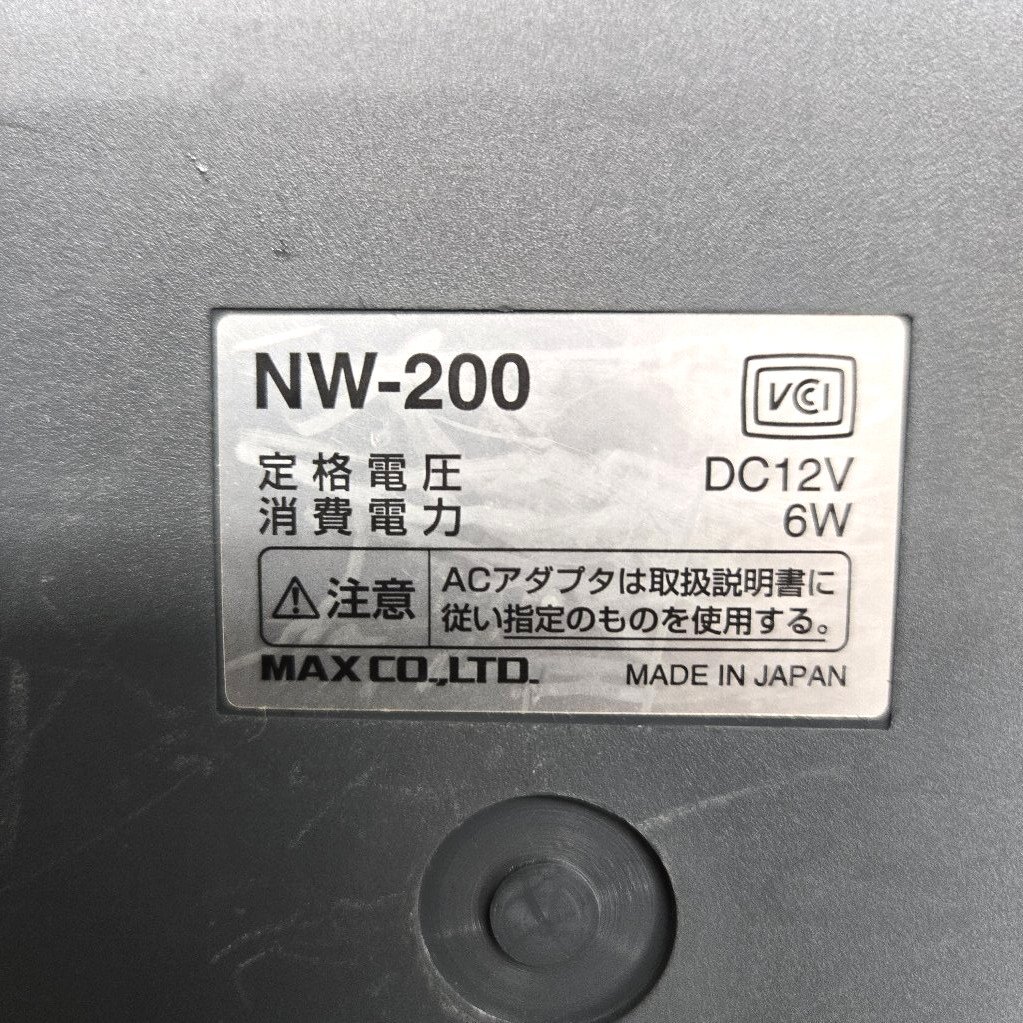 NW-200
VCCI
定格電圧 DC12V
消費電力 6W
⚠注意
ACアダプタは取扱説明書に
従い指定のものを使用する。
MAX CO.,LTD. MADE IN JAPAN